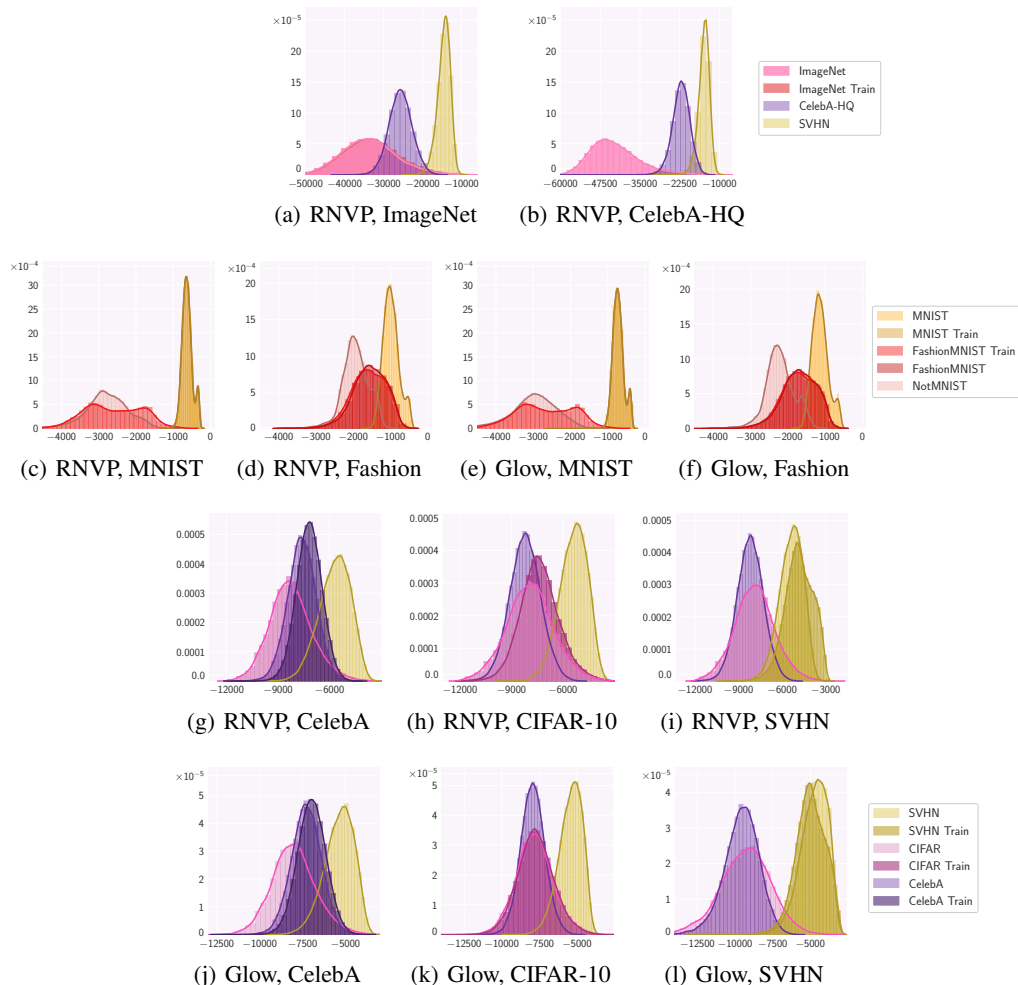 ×10⁻⁵
25
20
15
10
5
0
−50000 −40000 −30000 −20000 −10000
×10⁻⁵
25
20
15
10
5
0
−60000 −47500 −35000 −22500 −10000
ImageNet
ImageNet Train
CelebA-HQ
SVHN
(a) RNVP, ImageNet
(b) RNVP, CelebA-HQ
×10⁻⁴
30
25
20
15
10
5
0
−4000 −3000 −2000 −1000 0
×10⁻⁴
20
15
10
5
0
−4000 −3000 −2000 −1000 0
×10⁻⁴
30
25
20
15
10
5
0
−4000 −3000 −2000 −1000 0
×10⁻⁴
20
15
10
5
0
−4000 −3000 −2000 −1000 0
MNIST
MNIST Train
FashionMNIST Train
FashionMNIST
NotMNIST
(c) RNVP, MNIST
(d) RNVP, Fashion
(e) Glow, MNIST
(f) Glow, Fashion
0.0005
0.0004
0.0003
0.0002
0.0001
0.0
−12000 −9000 −6000
0.0005
0.0004
0.0003
0.0002
0.0001
0.0
−12000 −9000 −6000
0.0005
0.0004
0.0003
0.0002
0.0001
0.0
−12000 −9000 −6000 −3000
(g) RNVP, CelebA
(h) RNVP, CIFAR-10
(i) RNVP, SVHN
×10⁻⁵
5
4
3
2
1
0
−12500 −10000 −7500 −5000
×10⁻⁵
5
4
3
2
1
0
−12500 −10000 −7500 −5000
×10⁻⁵
4
3
2
1
0
−12500 −10000 −7500 −5000
SVHN
SVHN Train
CIFAR
CIFAR Train
CelebA
CelebA Train
(j) Glow, CelebA
(k) Glow, CIFAR-10
(l) Glow, SVHN